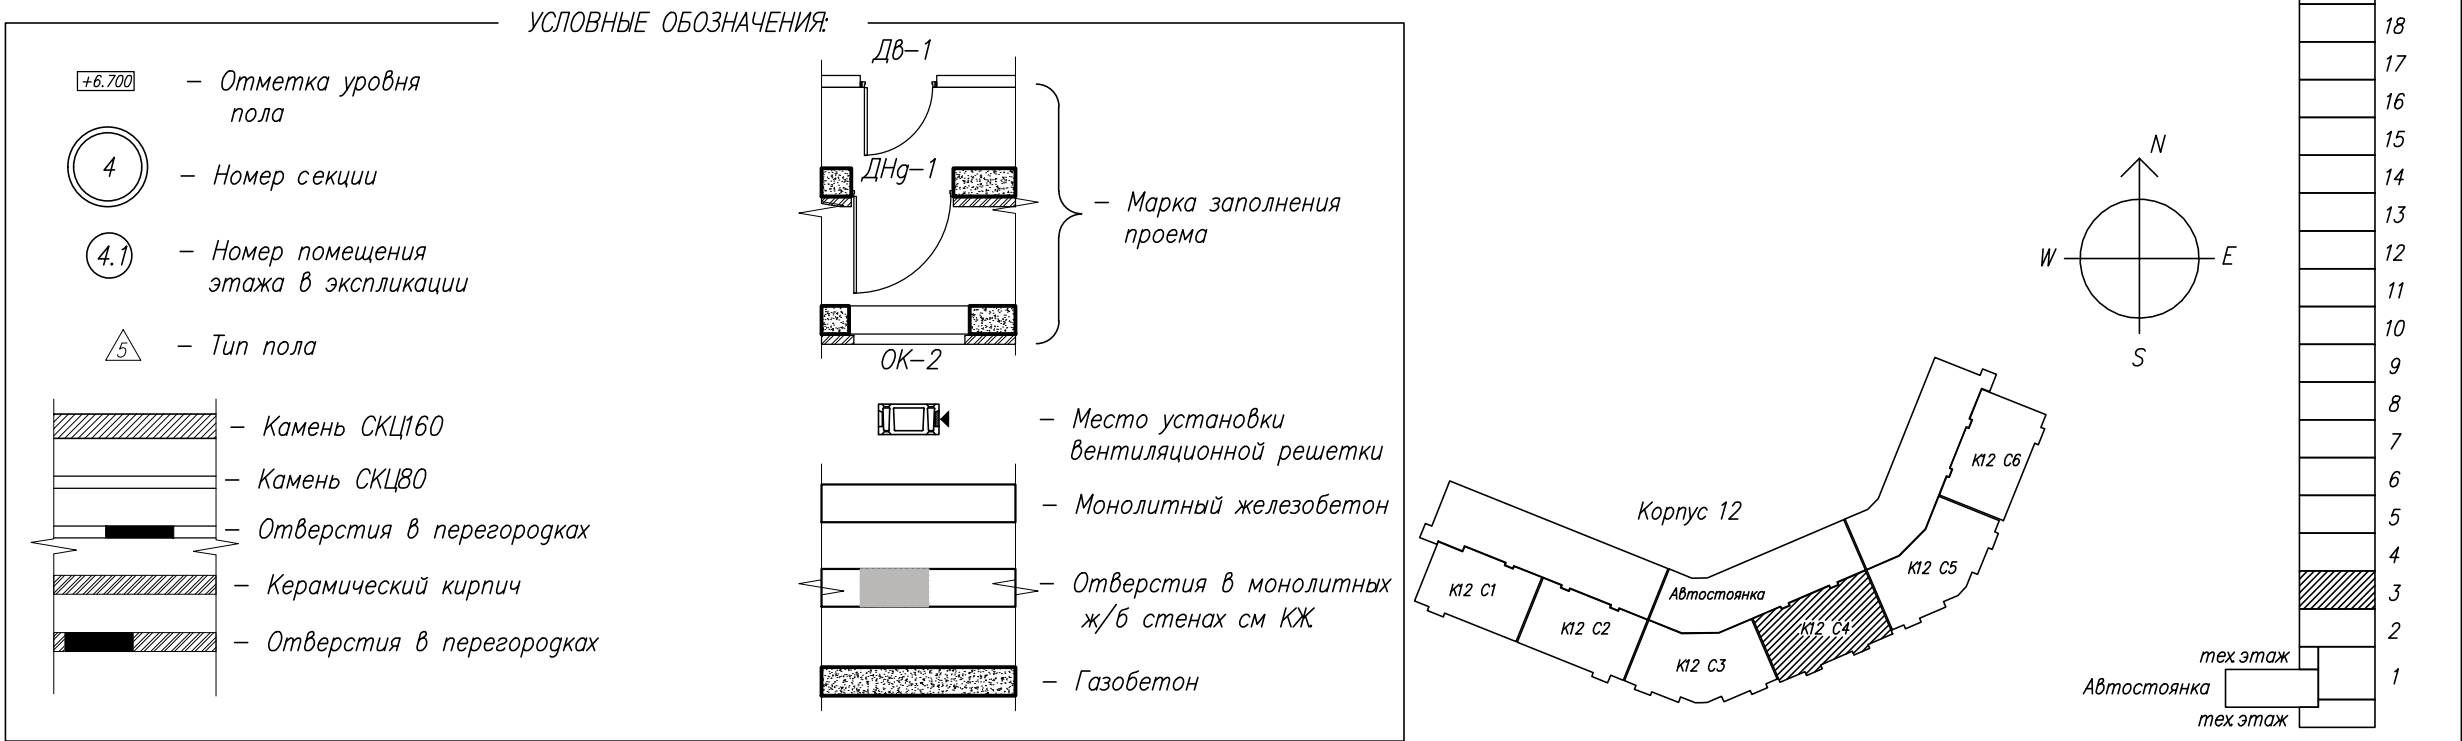 УСЛОВНЫЕ ОБОЗНАЧЕНИЯ:
+6.700
– Отметка уровня
пола
4
– Номер секции
4.1
– Номер помещения
этажа в экспликации
5
– Тип пола
– Камень СКЦ160
– Камень СКЦ80
– Отверстия в перегородках
– Керамический кирпич
– Отверстия в перегородках
Дв–1
ДНд–1
ОК–2
– Марка заполнения
проема
– Место установки
вентиляционной решетки
– Монолитный железобетон
– Отверстия в монолитных
ж/б стенах см КЖ.
– Газобетон
N
W
E
S
Корпус 12
Автостоянка
К12 С1
К12 С2
К12 С3
К12 С4
К12 С5
К12 С6
18
17
16
15
14
13
12
11
10
9
8
7
6
5
4
3
2
1
тех.этаж
Автостоянка
тех.этаж